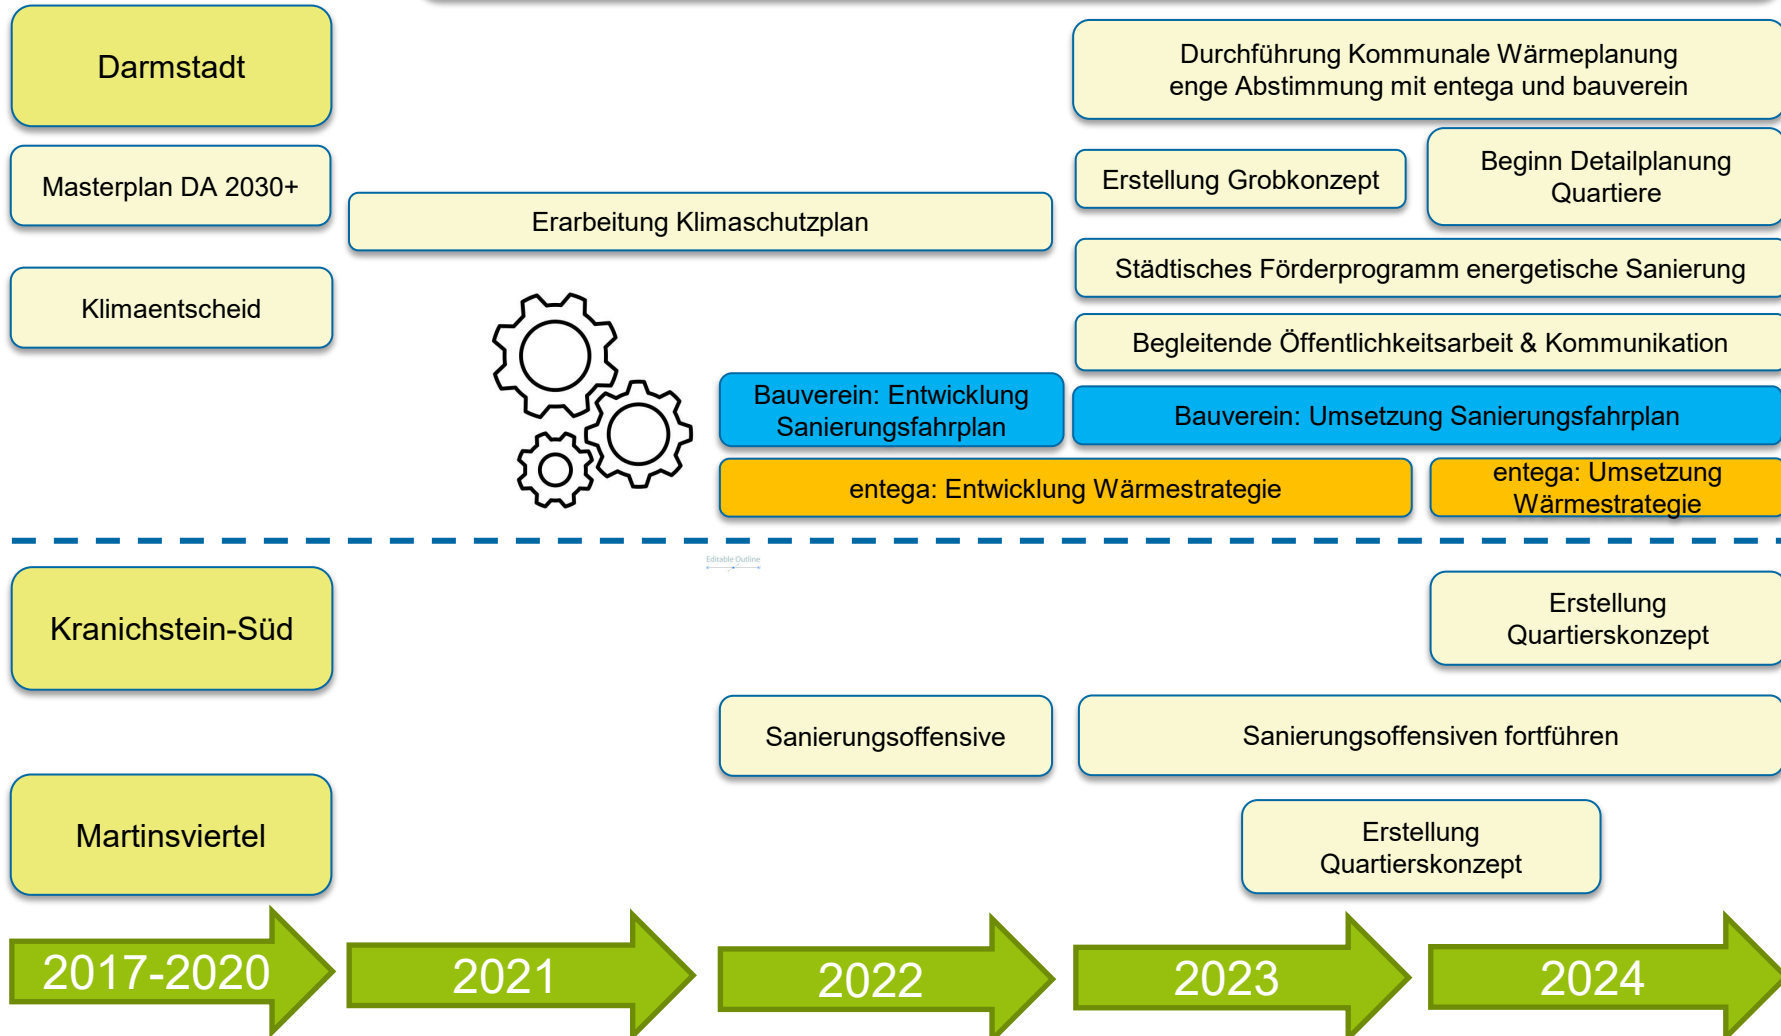 Darmstadt
Durchführung Kommunale Wärmeplanung
enge Abstimmung mit entega und bauverein
Masterplan DA 2030+
Erstellung Grobkonzept
Beginn Detailplanung
Quartiere
Erarbeitung Klimaschutzplan
Städtisches Förderprogramm energetische Sanierung
Klimaentscheid
Begleitende Öffentlichkeitsarbeit & Kommunikation
Bauverein: Entwicklung
Sanierungsfahrplan
Bauverein: Umsetzung Sanierungsfahrplan
entega: Entwicklung Wärmestrategie
entega: Umsetzung
Wärmestrategie
Editable Outline
Kranichstein-Süd
Erstellung
Quartierskonzept
Sanierungsoffensive
Sanierungsoffensiven fortführen
Martinsviertel
Erstellung
Quartierskonzept
2017-2020
2021
2022
2023
2024